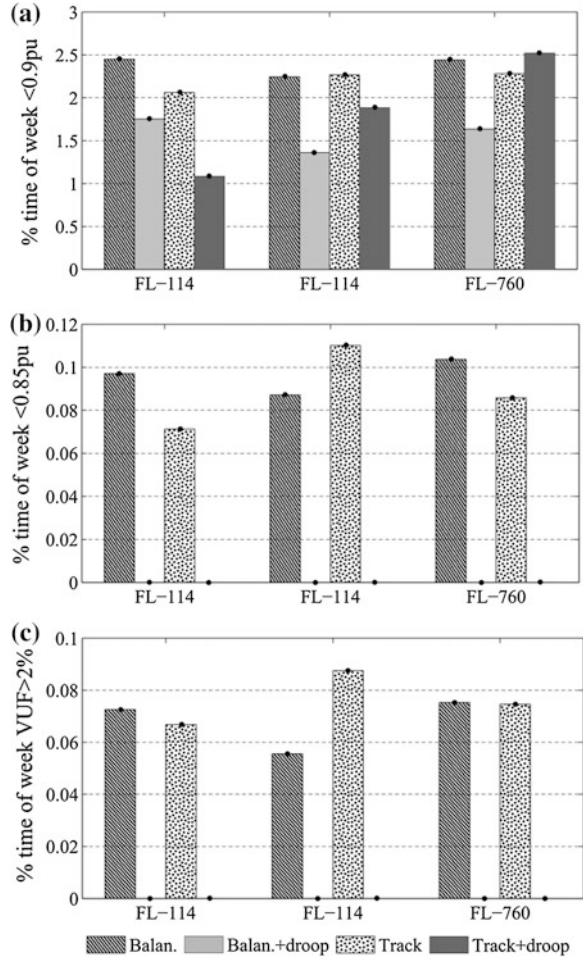 (a)
% time of week <0.9pu
3
2.5
2
1.5
1
0.5
0
FL−114 FL−114 FL−760
(b)
% time of week <0.85pu
0.12
0.1
0.08
0.06
0.04
0.02
0
FL−114 FL−114 FL−760
(c)
% time of week VUF>2%
0.1
0.08
0.06
0.04
0.02
0
FL−114 FL−114 FL−760
Balan. Balan.+droop Track Track+droop